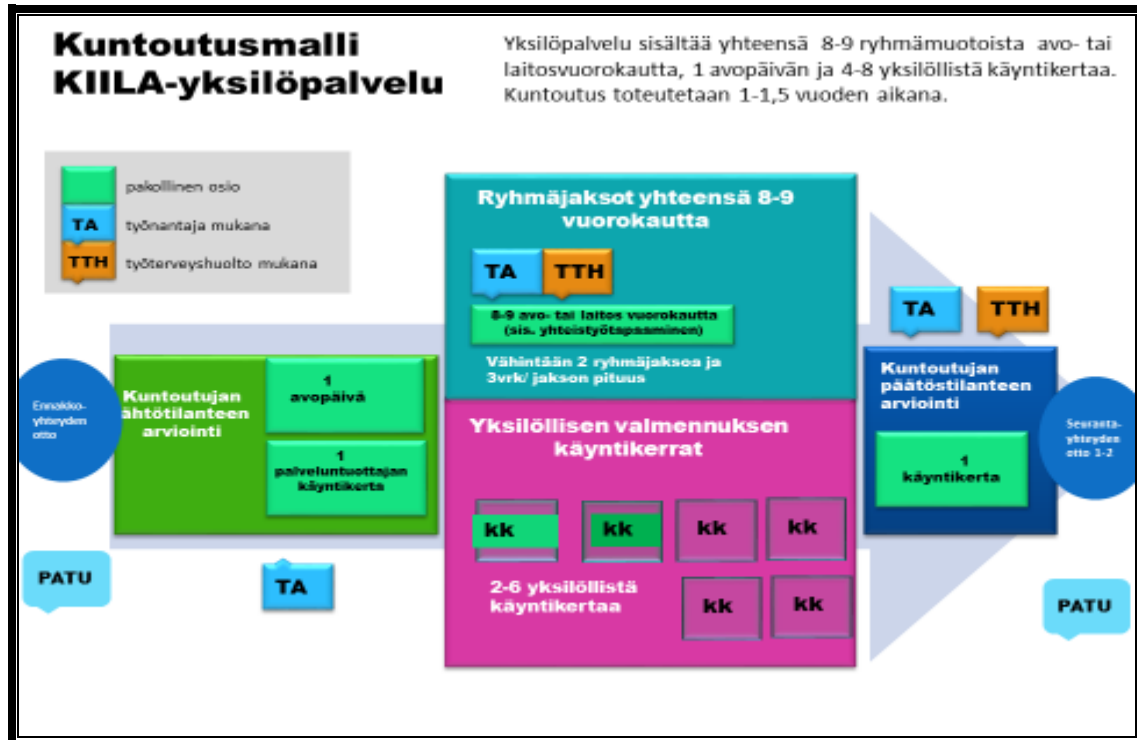 Kuntoutusmalli
KIILA-yksilöpalvelu
Yksilöpalvelu sisältää yhteensä 8-9 ryhmämuotoista avo- tai
laitosvuorokautta, 1 avopäivän ja 4-8 yksilöllistä käyntikertaa.
Kuntoutus toteutetaan 1-1,5 vuoden aikana.
pakollinen osio
TA
työnantaja mukana
TTH
työterveyshuolto mukana
Ennakko-
yhteyden
otto
Kuntoutujan
ähtötilanteen
arviointi
1
avopäivä
1
palveluntuottajan
käyntikerta
PATU
TA
Ryhmäjaksot yhteensä 8-9
vuorokautta
TA
TTH
8-9 avo- tai laitos vuorokautta
(sis. yhteistyötapaaminen)
Vähintään 2 ryhmäjaksoa ja
3vrk/ jakson pituus
Yksilöllisen valmennuksen
käyntikerrat
kk
kk
kk
kk
2-6 yksilöllistä
käyntikertaa
kk
kk
TA
TTH
Kuntoutujan
päätöstilanteen
arviointi
1
käyntikerta
Seuranta-
yhteyden
otto 1-2
PATU